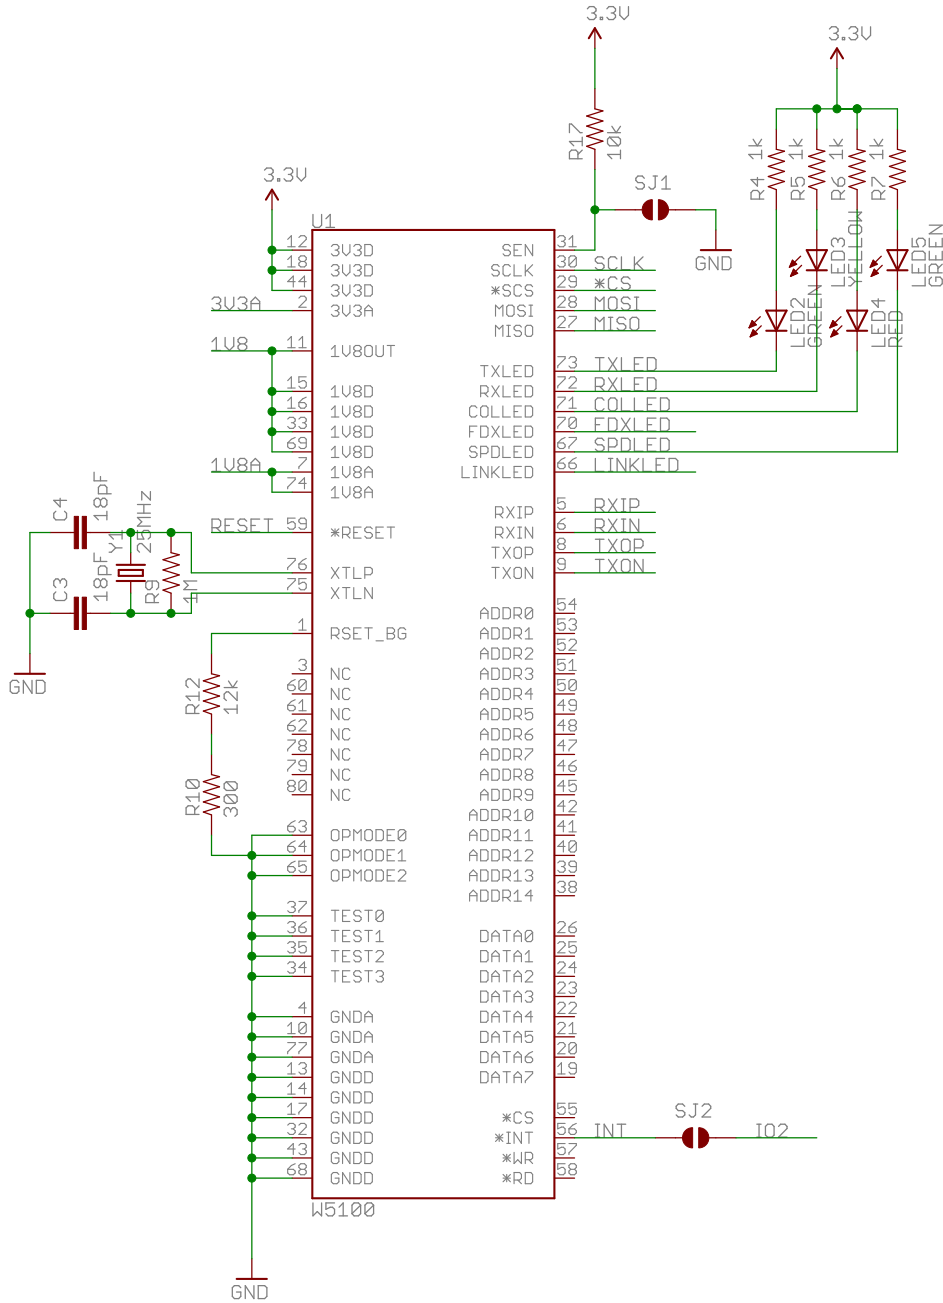 3.3V
R17
10k
SJ1
GND
3.3V
R4
1k
R5
1k
R6
1k
R7
1k
LED3
YELLOW
LED5
GREEN
LED2
GREEN
LED4
RED
3.3V
U1
12 3V3D
18 3V3D
44 3V3D
3V3A 2 3V3A
1V8 11 1V8OUT
15 1V8D
16 1V8D
33 1V8D
69 1V8D
1V8A 7 1V8A
74 1V8A
RESET 59 *RESET
76 XTLP
75 XTLN
1 RSET_BG
3 NC
60 NC
61 NC
62 NC
78 NC
79 NC
80 NC
63 OPMODE0
64 OPMODE1
65 OPMODE2
37 TEST0
36 TEST1
35 TEST2
34 TEST3
4 GNDA
10 GNDA
77 GNDA
13 GNDD
14 GNDD
17 GNDD
32 GNDD
43 GNDD
68 GNDD
W5100
SEN 31
SCLK 30 SCLK
*SCS 29 *CS
MOSI 28 MOSI
MISO 27 MISO
TXLED 73 TXLED
RXLED 72 RXLED
COLLED 71 COLLED
FDXLED 70 FDXLED
SPDLED 67 SPDLED
LINKLED 66 LINKLED
RXIP 5 RXIP
RXIN 6 RXIN
TXOP 8 TXOP
TXON 9 TXON
ADDR0 54
ADDR1 53
ADDR2 52
ADDR3 51
ADDR4 50
ADDR5 49
ADDR6 48
ADDR7 47
ADDR8 46
ADDR9 45
ADDR10 42
ADDR11 41
ADDR12 40
ADDR13 39
ADDR14 38
DATA0 26
DATA1 25
DATA2 24
DATA3 23
DATA4 22
DATA5 21
DATA6 20
DATA7 19
*CS 55
*INT 56 INT
*WR 57
*RD 58
SJ2
IO2
C4
18pF
Y1
25MHz
C3
18pF
R9
1M
GND
R12
12k
R10
300
GND